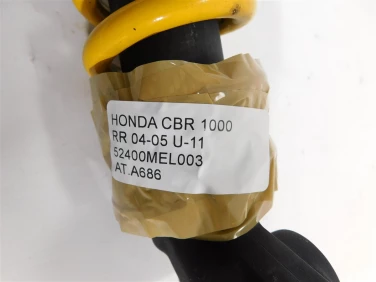 HONDA CBR 1000
RR 04-05 U-11
52400MEL003
AT.A686